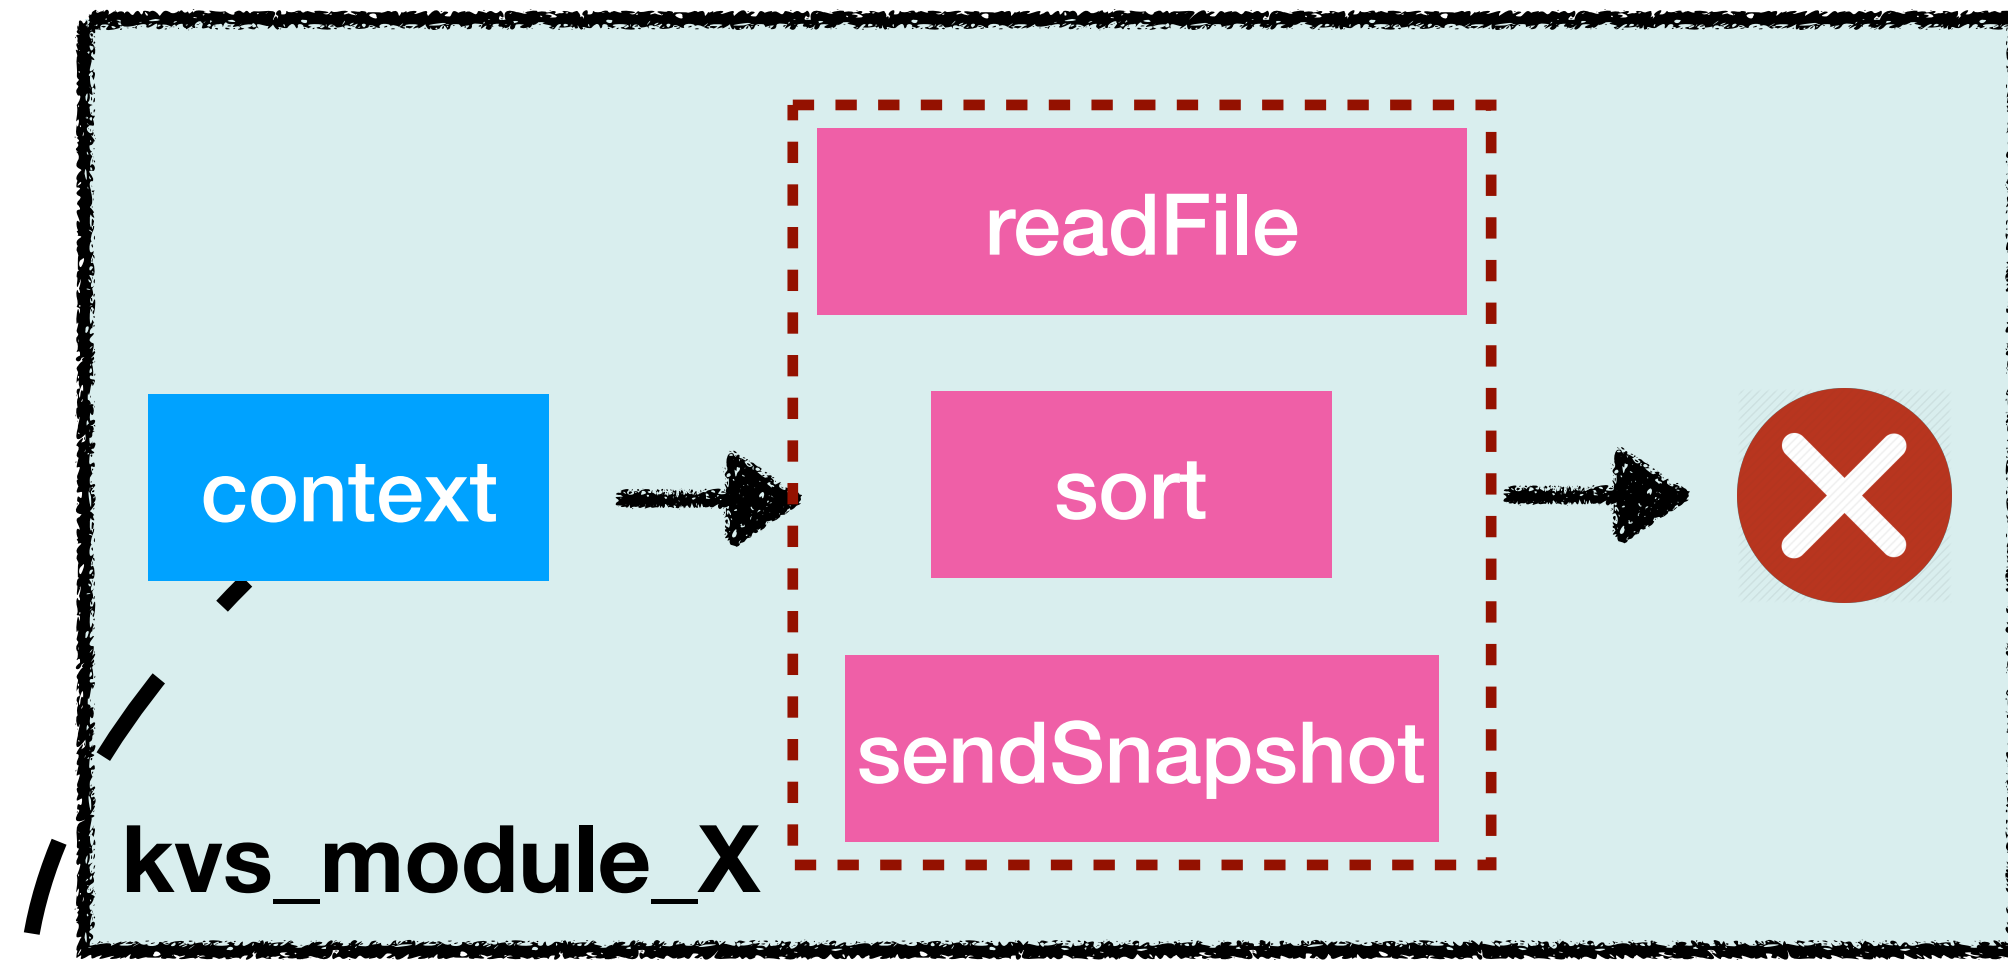 readFile
context
sort
sendSnapshot
kvs_module_X